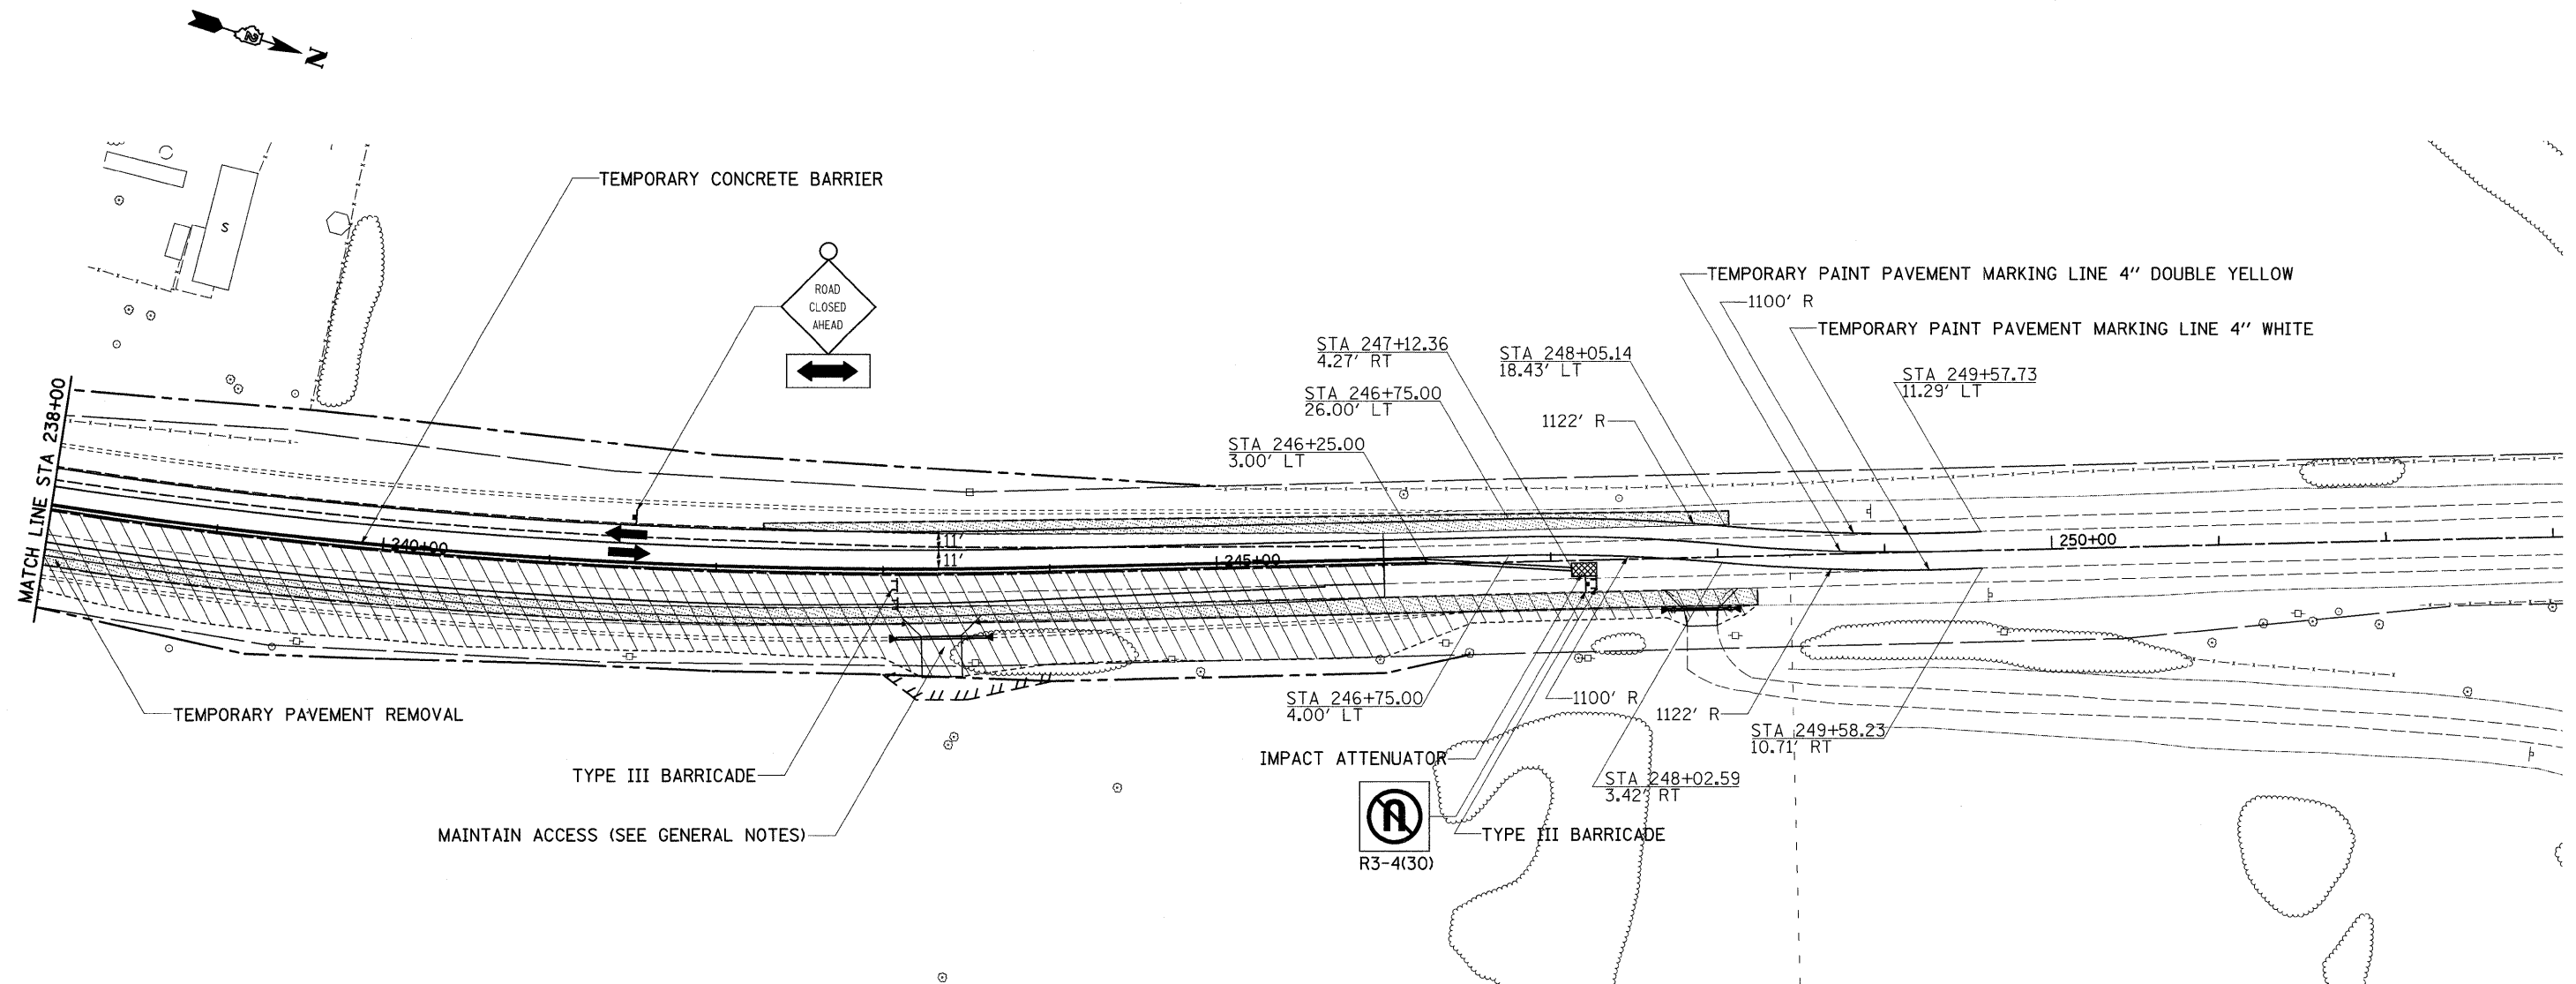 N
S
TEMPORARY CONCRETE BARRIER
ROAD
CLOSED
AHEAD
TEMPORARY PAINT PAVEMENT MARKING LINE 4" DOUBLE YELLOW
1100' R
TEMPORARY PAINT PAVEMENT MARKING LINE 4" WHITE
STA 247+12.36
4.27' RT
STA 248+05.14
18.43' LT
STA 249+57.73
11.29' LT
STA 246+75.00
26.00' LT
1122' R
STA 246+25.00
3.00' LT
MATCH LINE STA 238+00
240+00
11'
11'
245+00
250+00
STA 246+75.00
4.00' LT
1100' R
1122' R
STA 249+58.23
10.71' RT
TEMPORARY PAVEMENT REMOVAL
IMPACT ATTENUATOR
TYPE III BARRICADE
STA 248+02.59
3.42' RT
MAINTAIN ACCESS (SEE GENERAL NOTES)
TYPE III BARRICADE
R3-4(30)